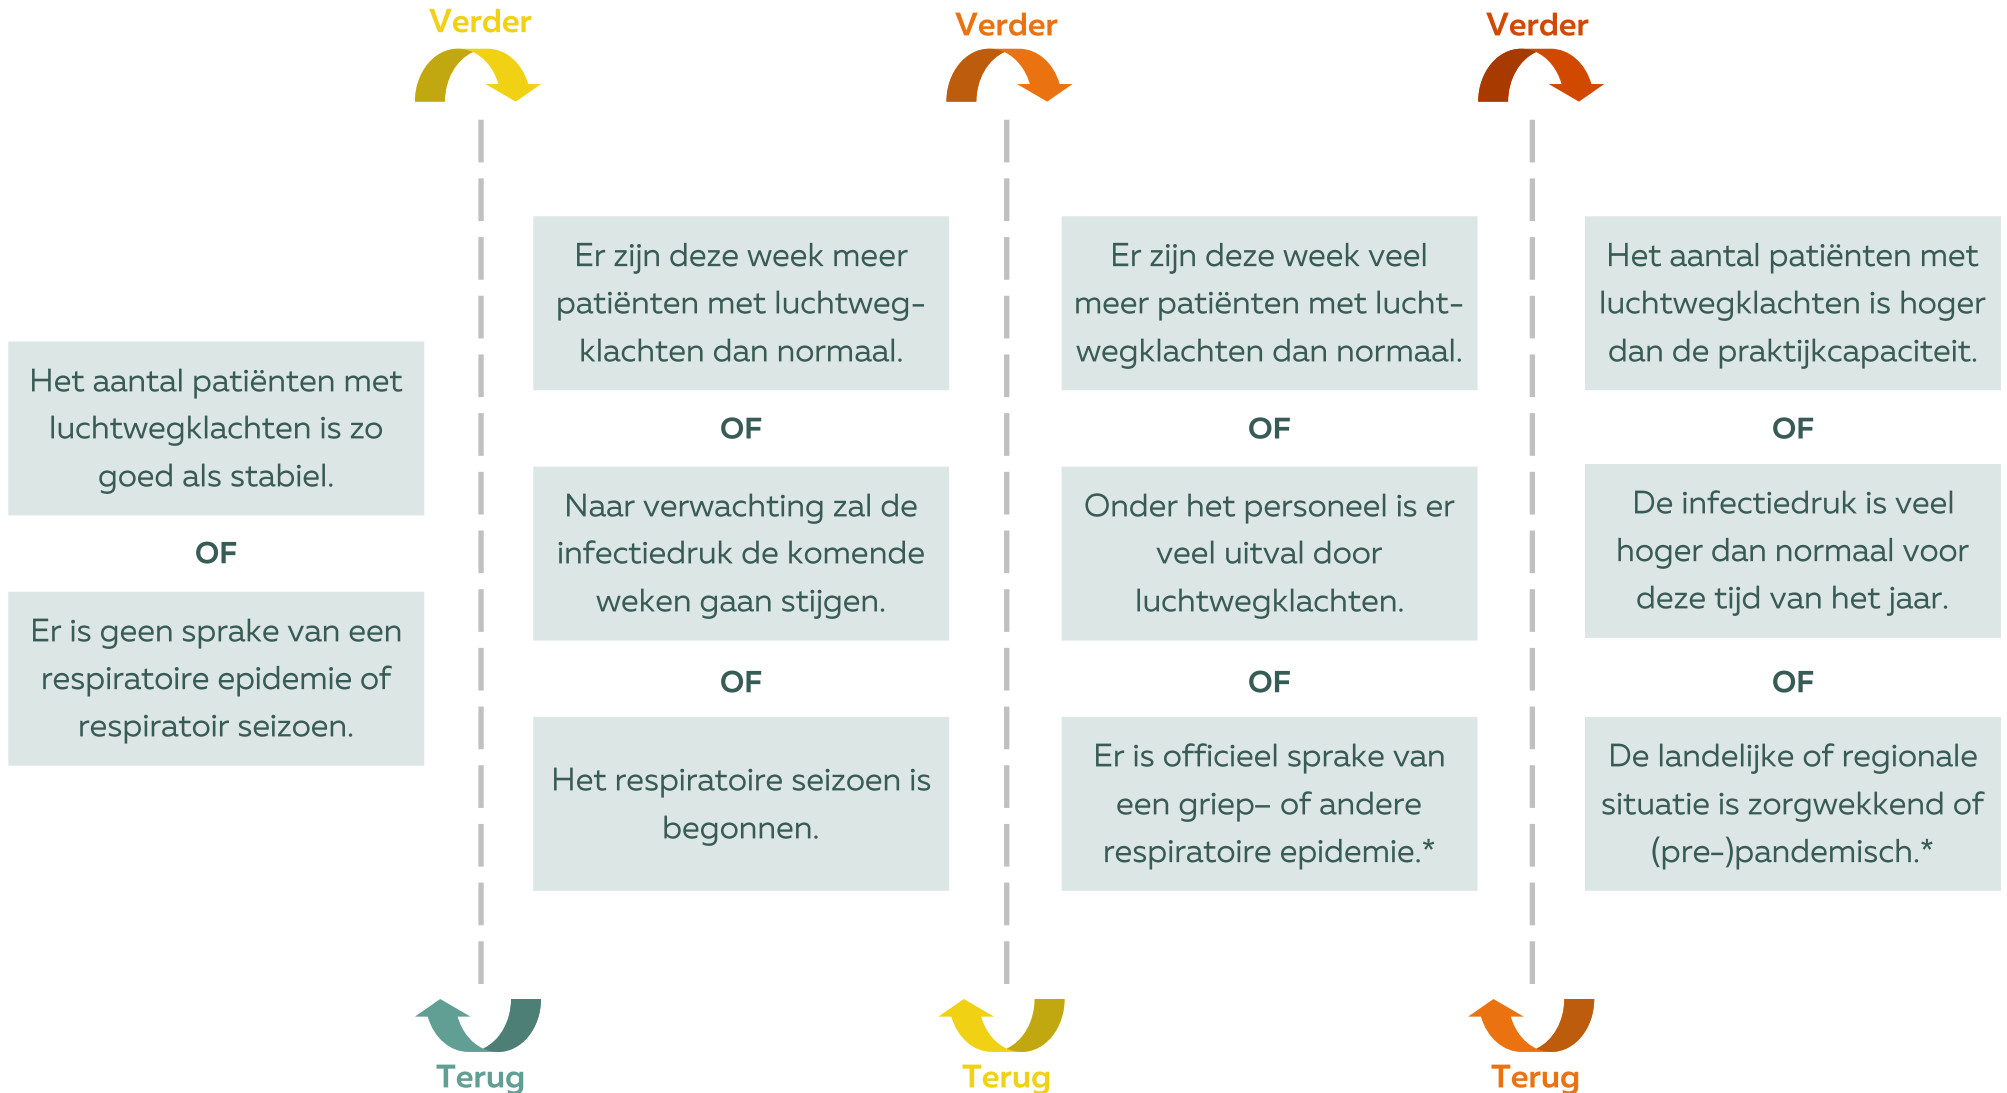 Verder
Verder
Verder
Het aantal patiënten met
luchtwegklachten is zo
goed als stabiel.
OF
Er is geen sprake van een
respiratoire epidemie of
respiratoir seizoen.
Er zijn deze week meer
patiënten met luchtweg-
klachten dan normaal.
OF
Naar verwachting zal de
infectiedruk de komende
weken gaan stijgen.
OF
Het respiratoire seizoen is
begonnen.
Er zijn deze week veel
meer patiënten met lucht-
wegklachten dan normaal.
OF
Onder het personeel is er
veel uitval door
luchtwegklachten.
OF
Er is officieel sprake van
een griep– of andere
respiratoire epidemie.*
Het aantal patiënten met
luchtwegklachten is hoger
dan de praktijkcapaciteit.
OF
De infectiedruk is veel
hoger dan normaal voor
deze tijd van het jaar.
OF
De landelijke of regionale
situatie is zorgwekkend of
(pre-)pandemisch.*
Terug
Terug
Terug